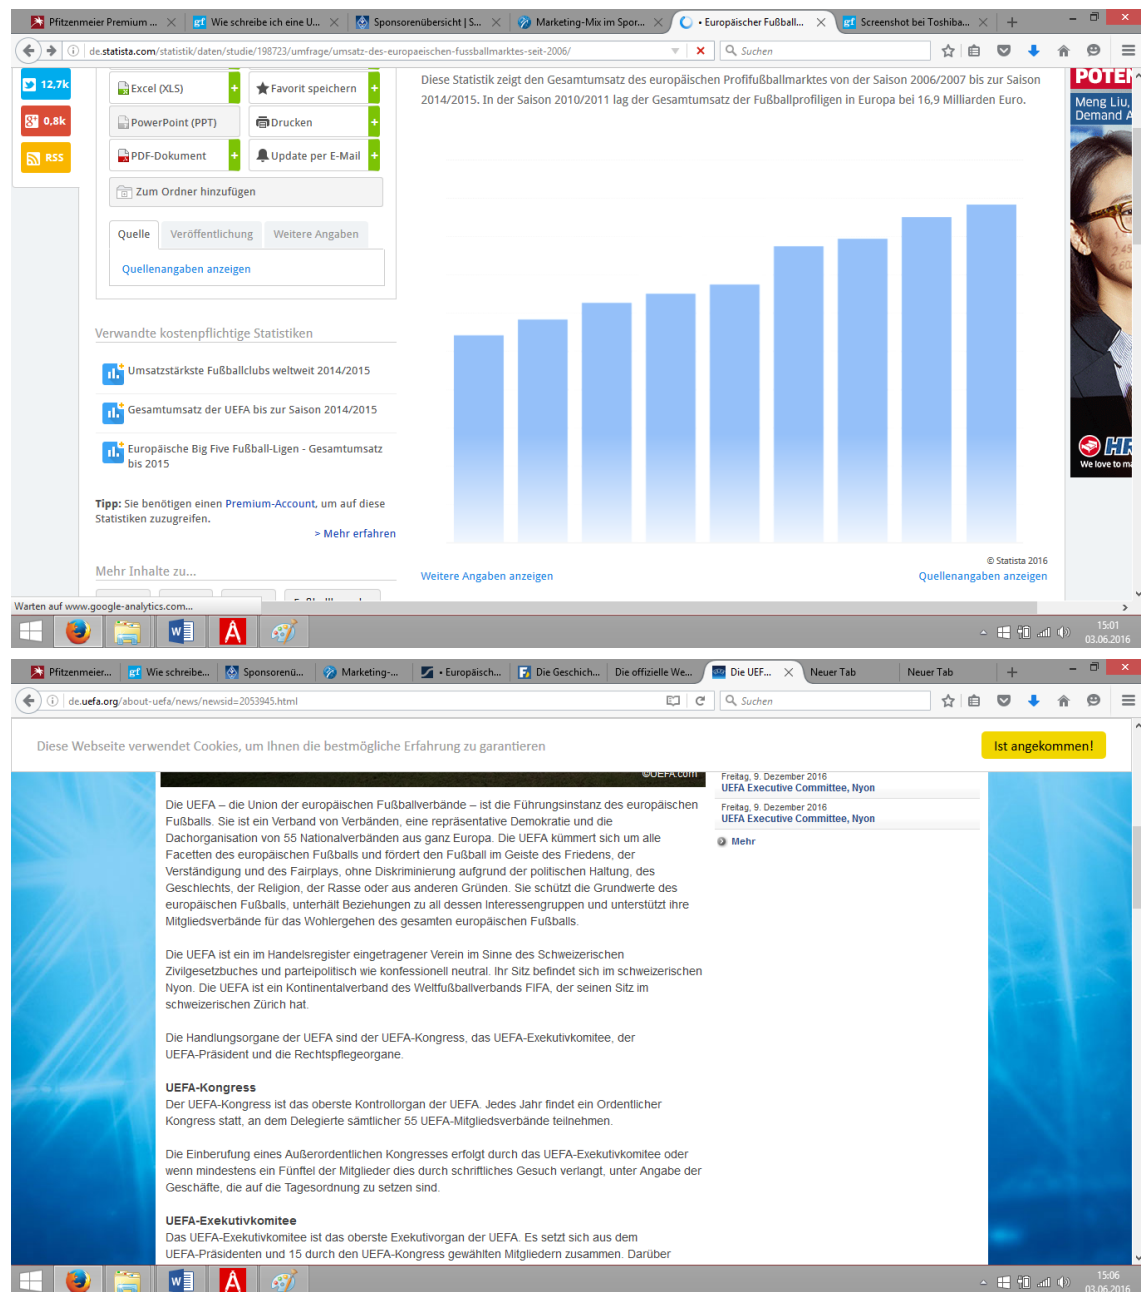 Pfitzenmeier Premium ...
Wie schreibe ich eine U...
Sponsorenübersicht | S...
Marketing-Mix im Spor...
• Europäischer Fußball...
Screenshot bei Toshiba...
de.statista.com/statistik/daten/studie/198723/umfrage/umsatz-des-europaeischen-fussballmarktes-seit-2006/
Suchen
12,7k
0,8k
RSS
Excel (XLS)
Favorit speichern
PowerPoint (PPT)
Drucken
PDF-Dokument
Update per E-Mail
Zum Ordner hinzufügen
Quelle
Veröffentlichung
Weitere Angaben
Quellenangaben anzeigen
Verwandte kostenpflichtige Statistiken
Umsatzstärkste Fußballclubs weltweit 2014/2015
Gesamtumsatz der UEFA bis zur Saison 2014/2015
Europäische Big Five Fußball-Ligen - Gesamtumsatz
bis 2015
Tipp: Sie benötigen einen Premium-Account, um auf diese
Statistiken zuzugreifen.
> Mehr erfahren
Mehr Inhalte zu...
Diese Statistik zeigt den Gesamtumsatz des europäischen Profifußballmarktes von der Saison 2006/2007 bis zur Saison
2014/2015. In der Saison 2010/2011 lag der Gesamtumsatz der Fußballprofiligen in Europa bei 16,9 Milliarden Euro.
© Statista 2016
Weitere Angaben anzeigen
Quellenangaben anzeigen
POTE
Meng Liu,
Demand A
HR
We love to m
Warten auf www.google-analytics.com...
15:01
03.06.2016
Pfitzenmeier...
Wie schreibe...
Sponsorenü...
Marketing-...
• Europäisch...
Die Geschich...
Die offizielle We...
Die UEF...
Neuer Tab
Neuer Tab
de.uefa.org/about-uefa/news/newsid=2053945.html
Suchen
Diese Webseite verwendet Cookies, um Ihnen die bestmögliche Erfahrung zu garantieren
Ist angekommen!
©UEFA.com
Die UEFA – die Union der europäischen Fußballverbände – ist die Führungsinstanz des europäischen
Fußballs. Sie ist ein Verband von Verbänden, eine repräsentative Demokratie und die
Dachorganisation von 55 Nationalverbänden aus ganz Europa. Die UEFA kümmert sich um alle
Facetten des europäischen Fußballs und fördert den Fußball im Geiste des Friedens, der
Verständigung und des Fairplays, ohne Diskriminierung aufgrund der politischen Haltung, des
Geschlechts, der Religion, der Rasse oder aus anderen Gründen. Sie schützt die Grundwerte des
europäischen Fußballs, unterhält Beziehungen zu all dessen Interessengruppen und unterstützt ihre
Mitgliedsverbände für das Wohlergehen des gesamten europäischen Fußballs.
Die UEFA ist ein im Handelsregister eingetragener Verein im Sinne des Schweizerischen
Zivilgesetzbuches und parteipolitisch wie konfessionell neutral. Ihr Sitz befindet sich im schweizerischen
Nyon. Die UEFA ist ein Kontinentalverband des Weltfußballverbands FIFA, der seinen Sitz im
schweizerischen Zürich hat.
Die Handlungsorgane der UEFA sind der UEFA-Kongress, das UEFA-Exekutivkomitee, der
UEFA-Präsident und die Rechtspflegeorgane.
UEFA-Kongress
Der UEFA-Kongress ist das oberste Kontrollorgan der UEFA. Jedes Jahr findet ein Ordentlicher
Kongress statt, an dem Delegierte sämtlicher 55 UEFA-Mitgliedsverbände teilnehmen.
Die Einberufung eines Außerordentlichen Kongresses erfolgt durch das UEFA-Exekutivkomitee oder
wenn mindestens ein Fünftel der Mitglieder dies durch schriftliches Gesuch verlangt, unter Angabe der
Geschäfte, die auf die Tagesordnung zu setzen sind.
UEFA-Exekutivkomitee
Das UEFA-Exekutivkomitee ist das oberste Exekutivorgan der UEFA. Es setzt sich aus dem
UEFA-Präsidenten und 15 durch den UEFA-Kongress gewählten Mitgliedern zusammen. Darüber
Freitag, 9. Dezember 2016
UEFA Executive Committee, Nyon
Freitag, 9. Dezember 2016
UEFA Executive Committee, Nyon
Mehr
15:06
03.06.2016